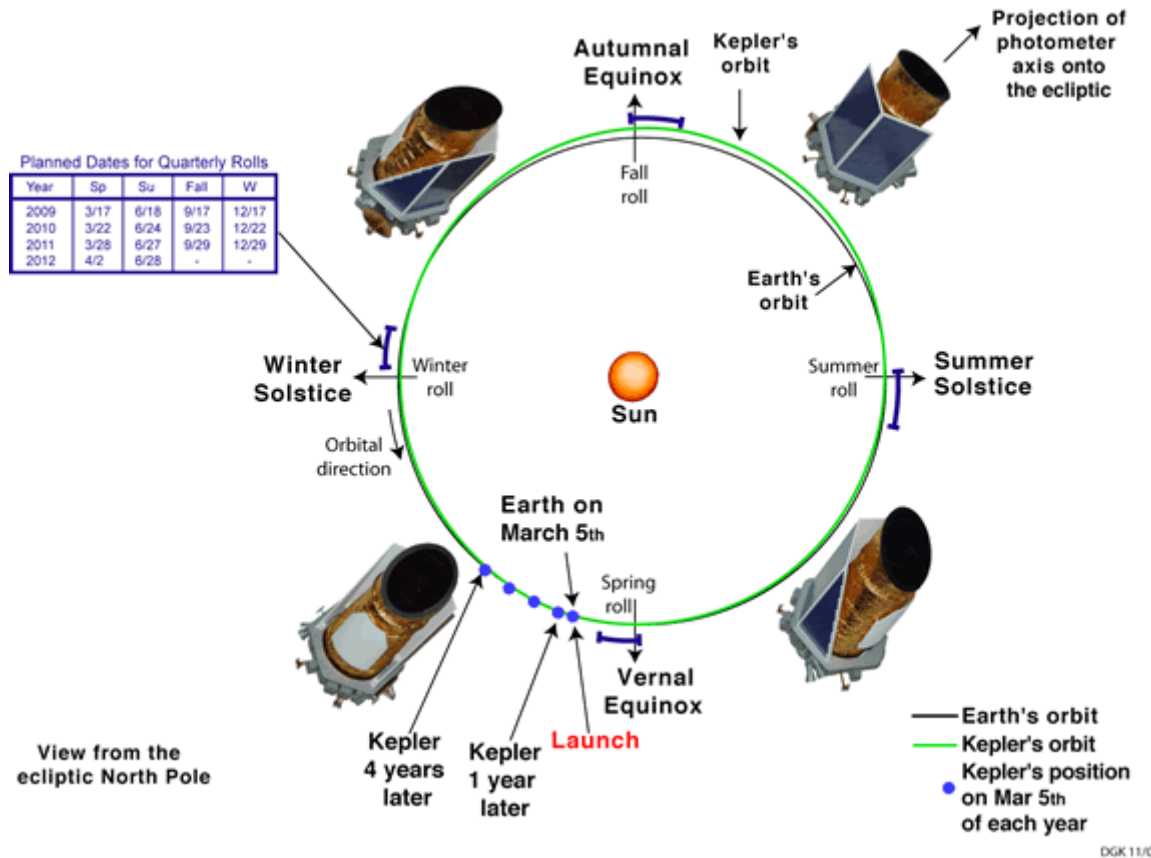 Projection of
photometer
axis onto
the ecliptic
Autumnal
Equinox
Kepler's
orbit
Fall
roll
Planned Dates for Quarterly Rolls
Year Sp Su Fall W
2009 3/17 6/18 9/17 12/17
2010 3/22 6/24 9/23 12/22
2011 3/28 6/27 9/29 12/29
2012 4/2 6/28 - -
Earth's
orbit
Winter
Solstice
Winter
roll
Sun
Summer
roll
Summer
Solstice
Orbital
direction
Earth on
March 5th
Spring
roll
Vernal
Equinox
Launch
Kepler
4 years
later
Kepler
1 year
later
View from the
ecliptic North Pole
Earth's orbit
Kepler's orbit
Kepler's position
on Mar 5th
of each year